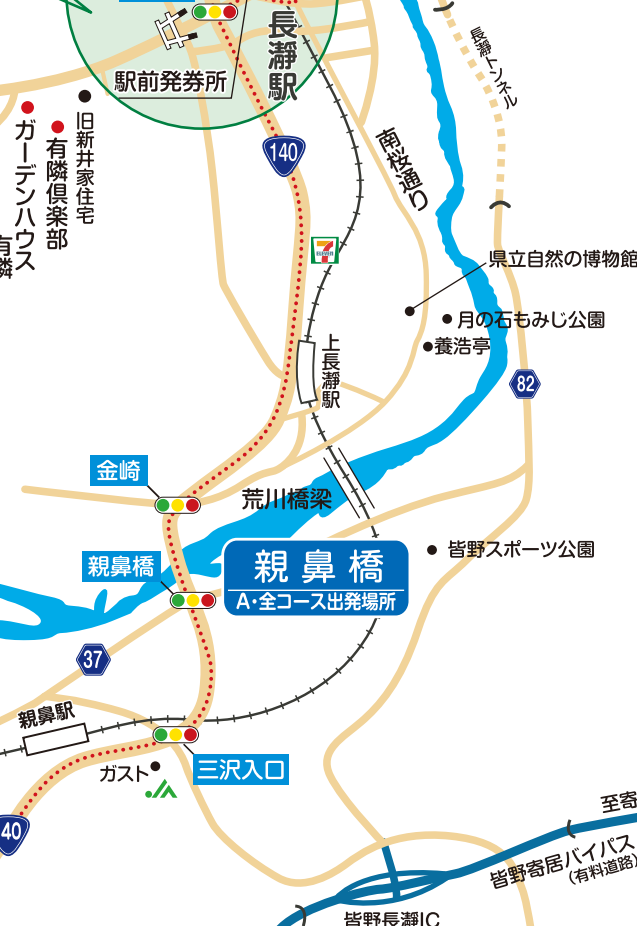 長瀞駅
駅前発券所
長瀞トンネル
旧新井家住宅
有隣倶楽部
ガーデンハウス
有隣
140
南桜通り
7
ELEVEN
県立自然の博物館
月の石もみじ公園
養浩亭
上長瀞駅
82
金崎
荒川橋梁
親鼻橋
親鼻橋
A・全コース出発場所
皆野スポーツ公園
37
親鼻駅
三沢入口
ガスト
JA
40
至寄
皆野寄居バイパス
(有料道路)
皆野長瀞IC